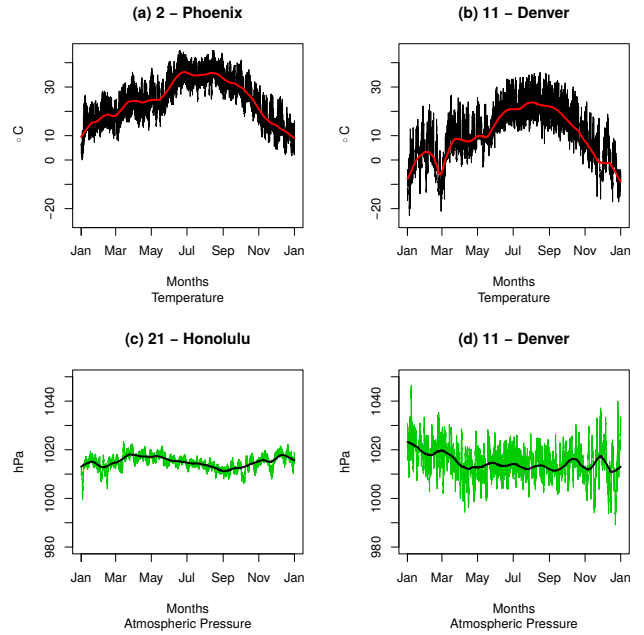 (a) 2 − Phoenix
° C
30
10
0
−20
Jan Mar May Jul Sep Nov Jan
Months
Temperature
(b) 11 − Denver
° C
30
10
0
−20
Jan Mar May Jul Sep Nov Jan
Months
Temperature
(c) 21 − Honolulu
hPa
1040
1020
1000
980
Jan Mar May Jul Sep Nov Jan
Months
Atmospheric Pressure
(d) 11 − Denver
hPa
1040
1020
1000
980
Jan Mar May Jul Sep Nov Jan
Months
Atmospheric Pressure